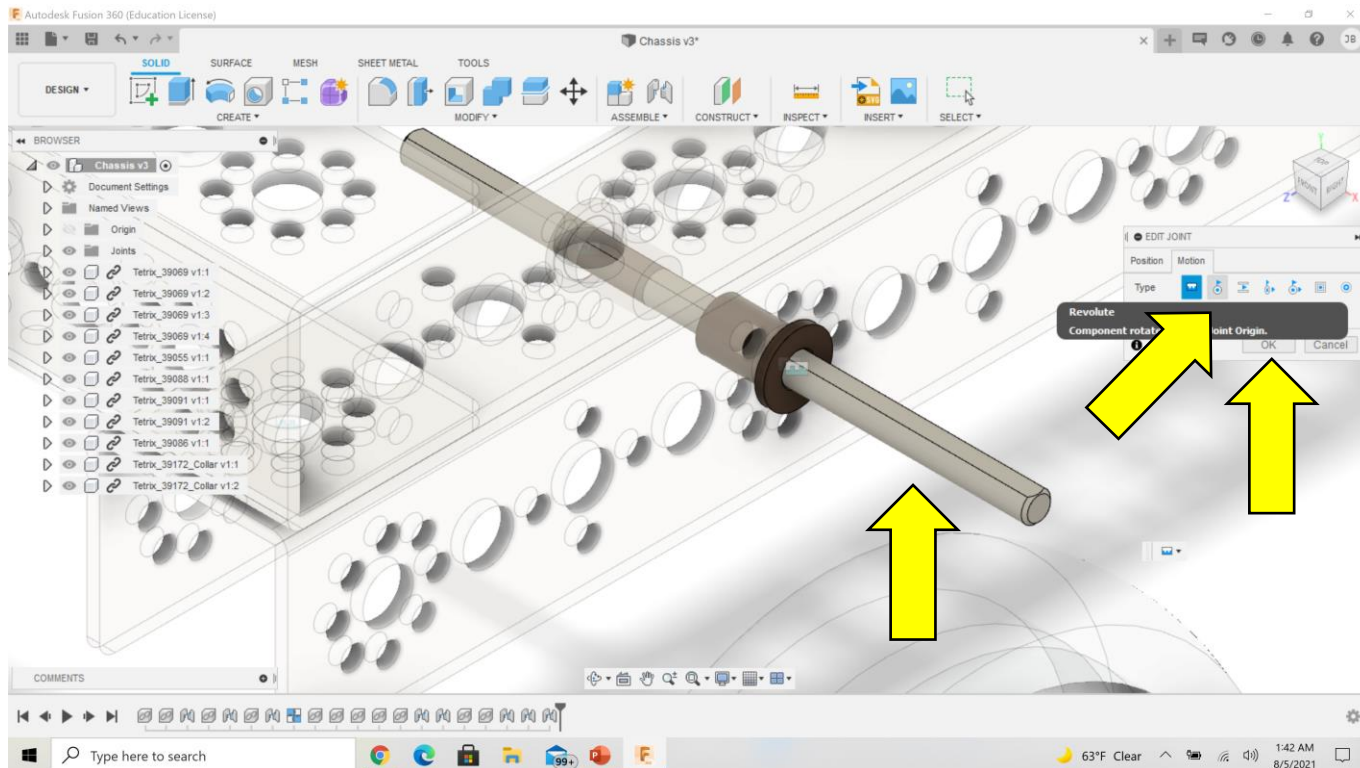 Autodesk Fusion 360 (Education License)
Chassis v3*
JB
SOLID SURFACE MESH SHEET METAL TOOLS
DESIGN
CREATE MODIFY ASSEMBLE CONSTRUCT INSPECT INSERT SELECT
BROWSER
Chassis v3
Document Settings
Named Views
Origin
Joints
Tetrix_39069 v1:1
Tetrix_39069 v1:2
Tetrix_39069 v1:3
Tetrix_39069 v1:4
Tetrix_39055 v1:1
Tetrix_39088 v1:1
Tetrix_39091 v1:1
Tetrix_39091 v1:2
Tetrix_39086 v1:1
Tetrix_39172_Collar v1:1
Tetrix_39172_Collar v1:2
Y
TOP
FRONT RIGHT
Z X
EDIT JOINT
Position Motion
Type
Revolute
Component rotate oint Origin.
OK Cancel
COMMENTS
Type here to search
99+
63°F Clear
1:42 AM
8/5/2021